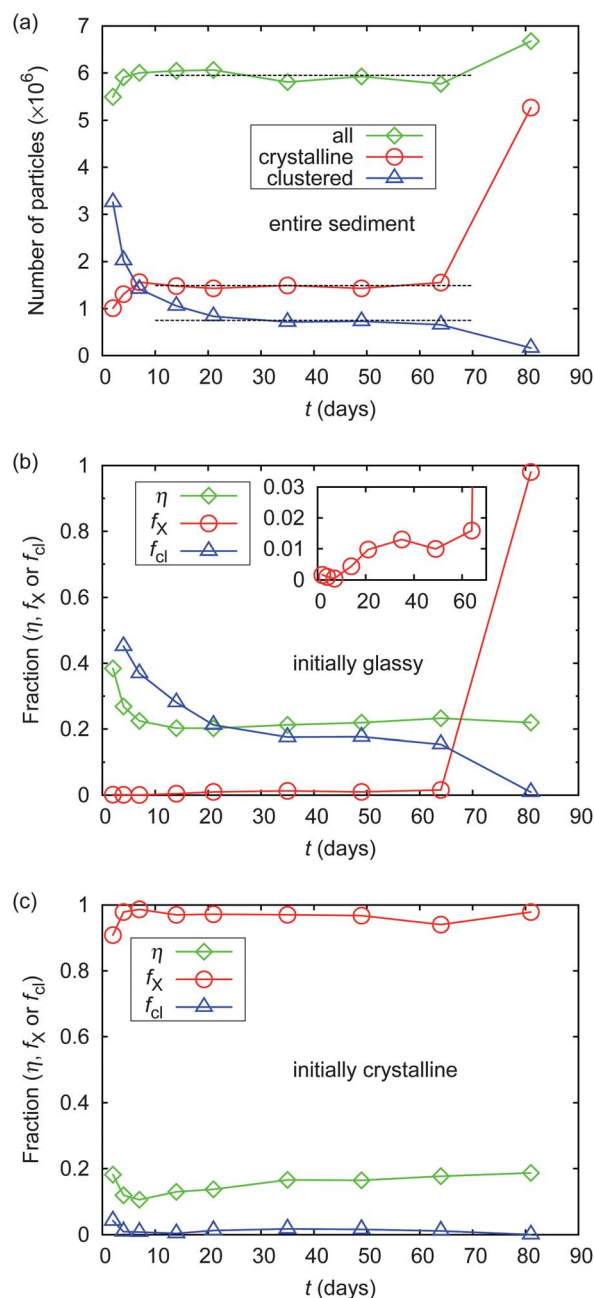 (a)
7
6
5
4
3
2
1
0
Number of particles (×10⁶)
all
crystalline
clustered
entire sediment
0 10 20 30 40 50 60 70 80 90
t (days)
(b)
1
0.8
0.6
0.4
0.2
0
Fraction (η, fX or fcl)
η
fX
fcl
0.03
0.02
0.01
0
0 20 40 60
initially glassy
0 10 20 30 40 50 60 70 80 90
t (days)
(c)
1
0.8
0.6
0.4
0.2
0
Fraction (η, fX or fcl)
η
fX
fcl
initially crystalline
0 10 20 30 40 50 60 70 80 90
t (days)